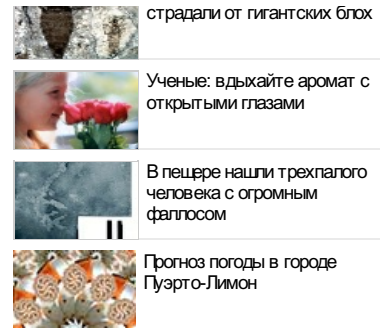 страдали от гигантских блох
Ученые: вдыхайте аромат с
открытыми глазами
В пещере нашли трехпалого
человека с огромным
фаллосом
Прогноз погоды в городе
Пуэрто-Лимон